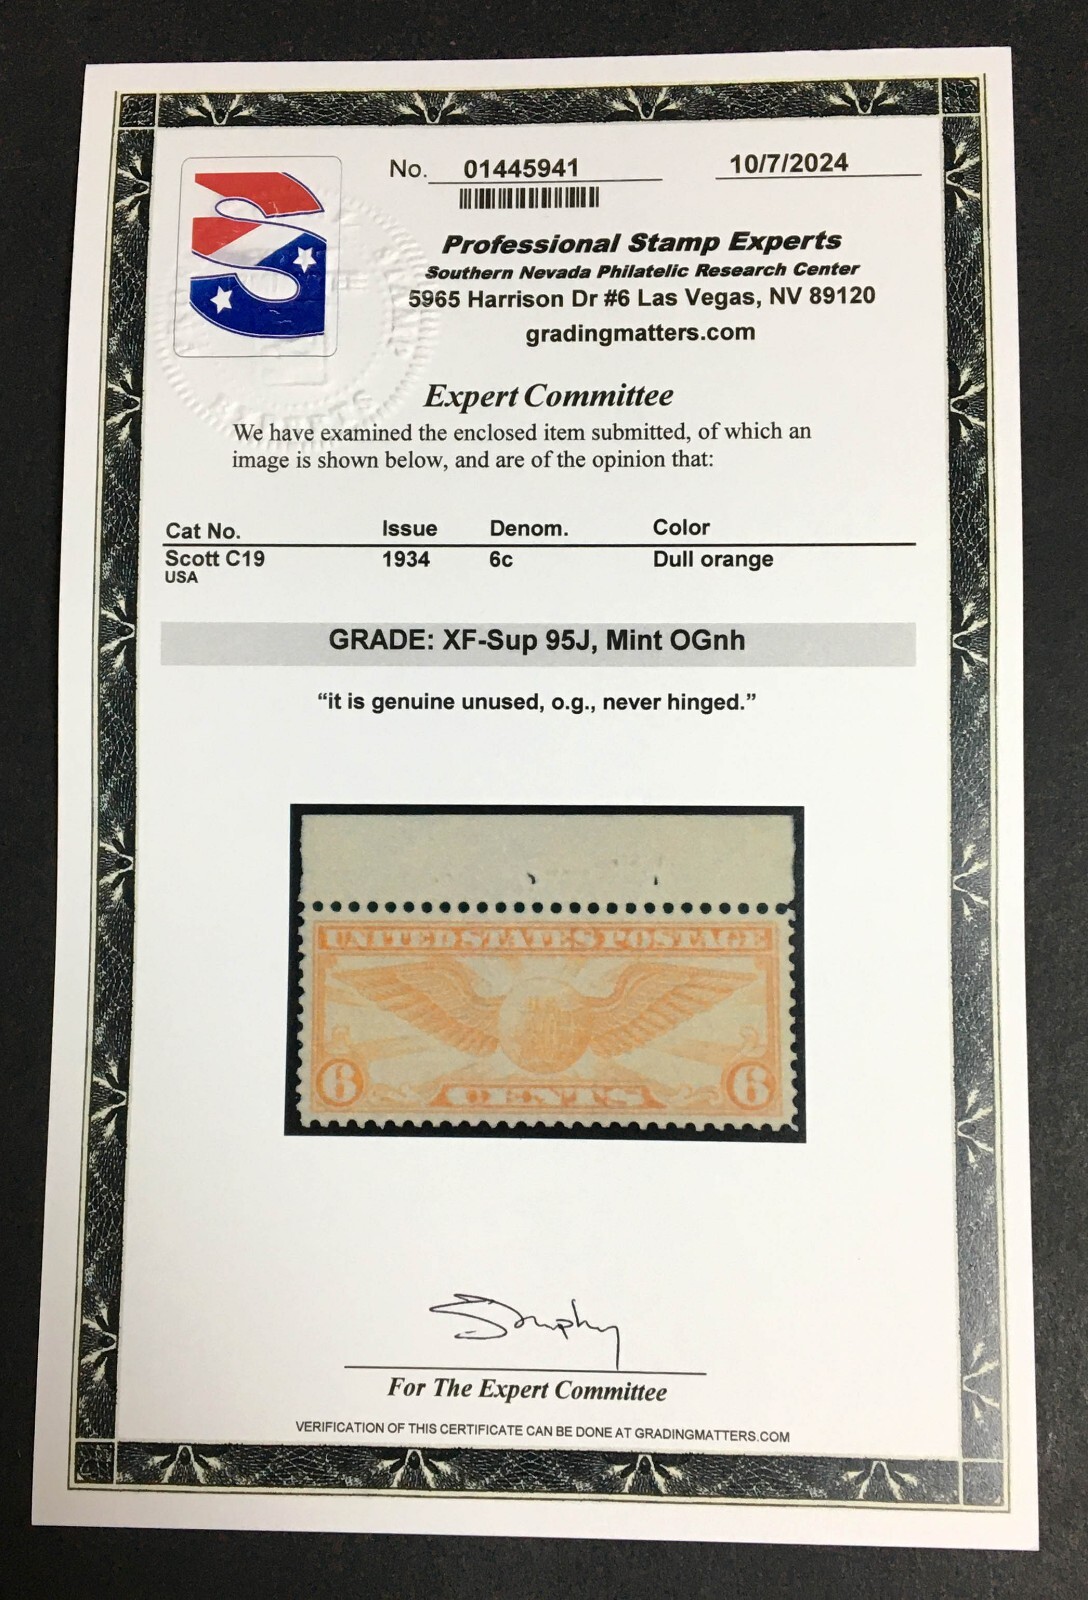 No. 01445941 10/7/2024
Professional Stamp Experts
Southern Nevada Philatelic Research Center
5965 Harrison Dr #6 Las Vegas, NV 89120
gradingmatters.com
Expert Committee
We have examined the enclosed item submitted, of which an
image is shown below, and are of the opinion that:
Cat No. Issue Denom. Color
Scott C19 1934 6c Dull orange
USA
GRADE: XF-Sup 95J, Mint OGnh
“it is genuine unused, o.g., never hinged.”
UNITED STATES POSTAGE
6 CENTS 6
For The Expert Committee
VERIFICATION OF THIS CERTIFICATE CAN BE DONE AT GRADINGMATTERS.COM